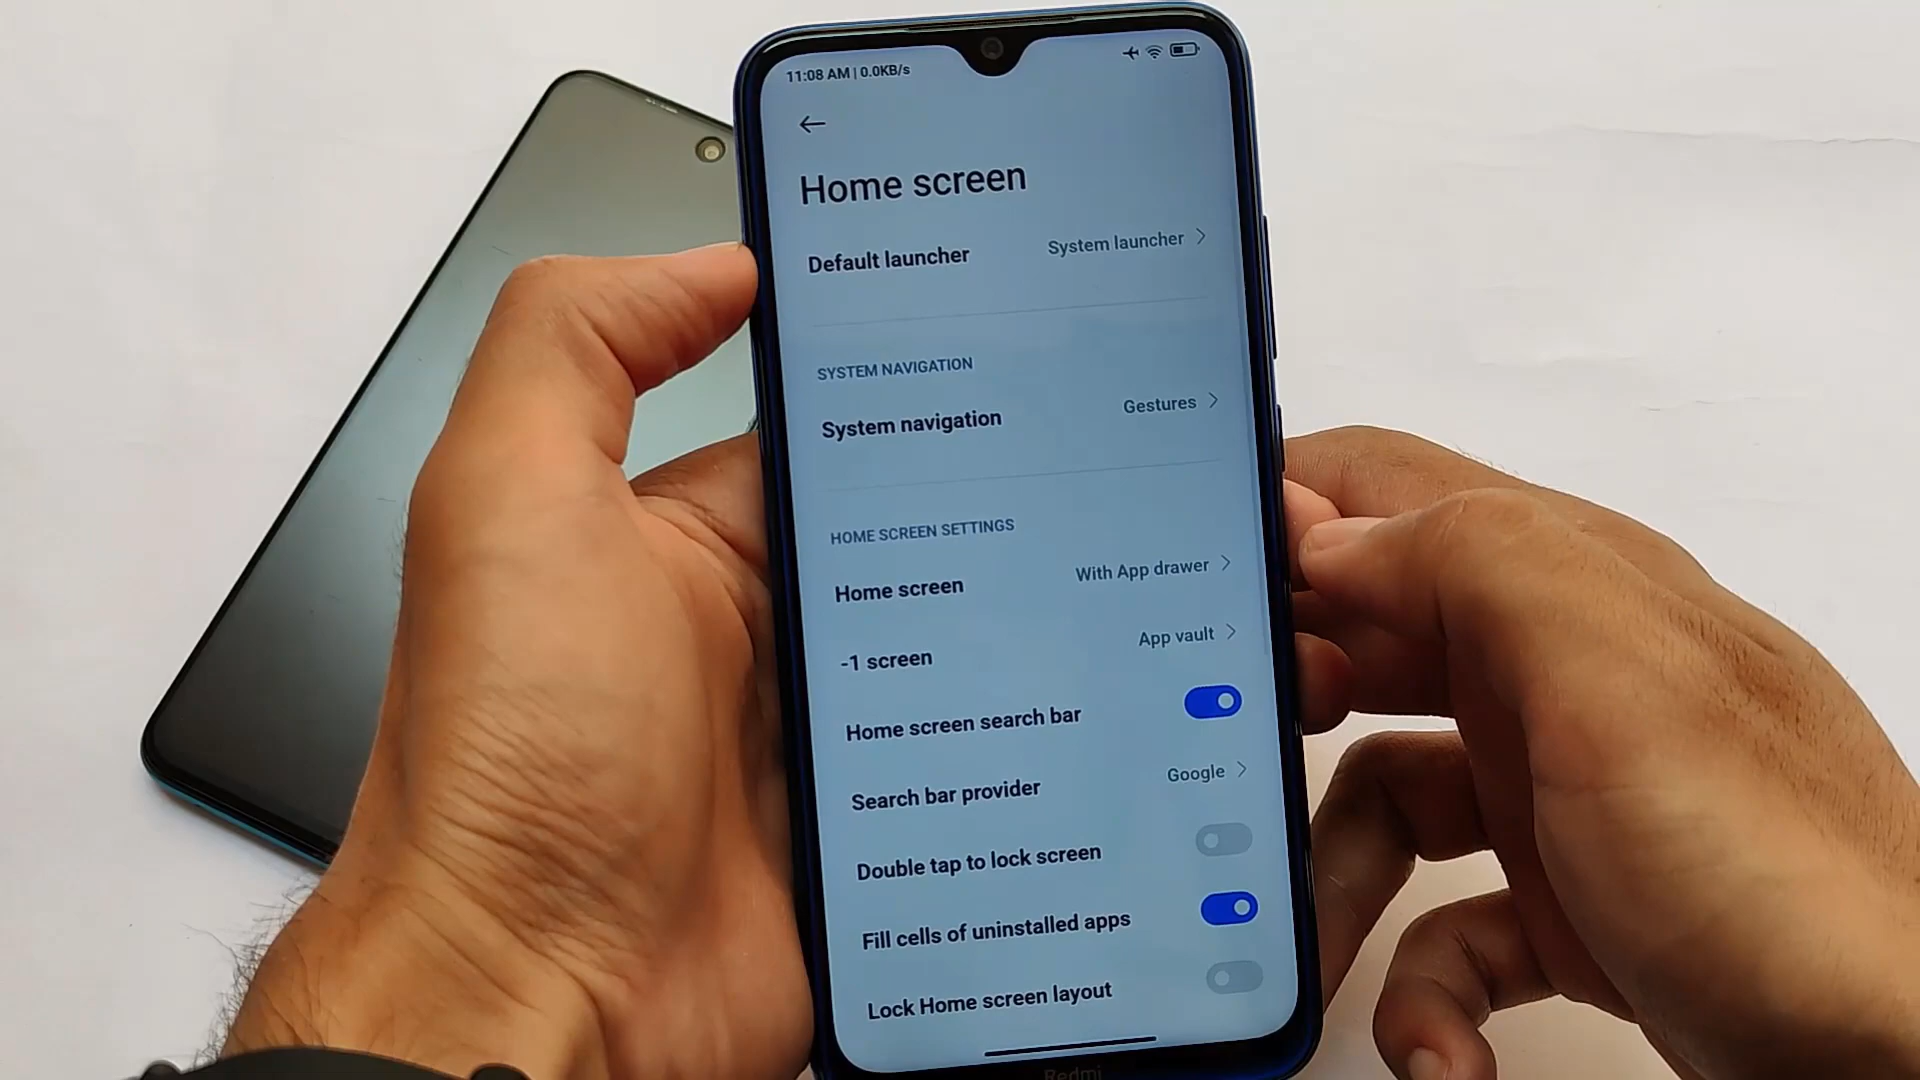 11:08 AM | 0.0KB/s
Home screen
Default launcher System launcher
SYSTEM NAVIGATION
System navigation Gestures
HOME SCREEN SETTINGS
Home screen With App drawer
-1 screen App vault
Home screen search bar
Search bar provider Google
Double tap to lock screen
Fill cells of uninstalled apps
Lock Home screen layout
Redmi